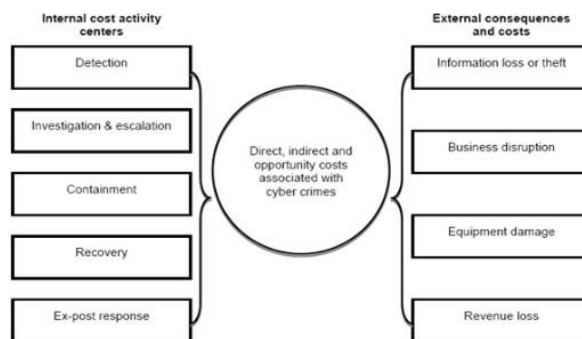 Internal cost activity
centers
Detection
Investigation & escalation
Containment
Recovery
Ex-post response
Direct, indirect and
opportunity costs
associated with
cyber crimes
External consequences
and costs
Information loss or theft
Business disruption
Equipment damage
Revenue loss